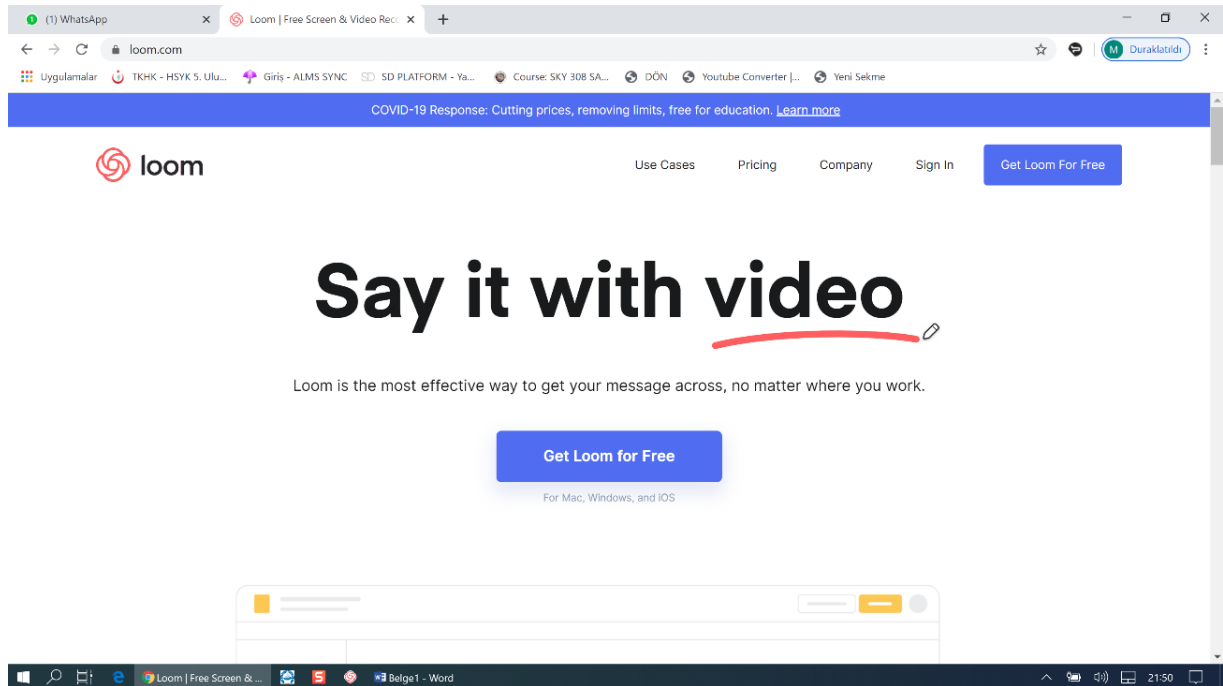 (1) WhatsApp
Loom | Free Screen & Video Reco
loom.com
M Duraklatıldı
Uygulamalar
TKHK - HSYK 5. Ulu...
Giriş - ALMS SYNC
SD SD PLATFORM - Ya...
Course: SKY 308 SA...
DÖN
Youtube Converter |...
Yeni Sekme
COVID-19 Response: Cutting prices, removing limits, free for education. Learn more
loom
Use Cases
Pricing
Company
Sign In
Get Loom For Free
Say it with video
Loom is the most effective way to get your message across, no matter where you work.
Get Loom for Free
For Mac, Windows, and iOS
Loom | Free Screen & ...
Belge1 - Word
21:50